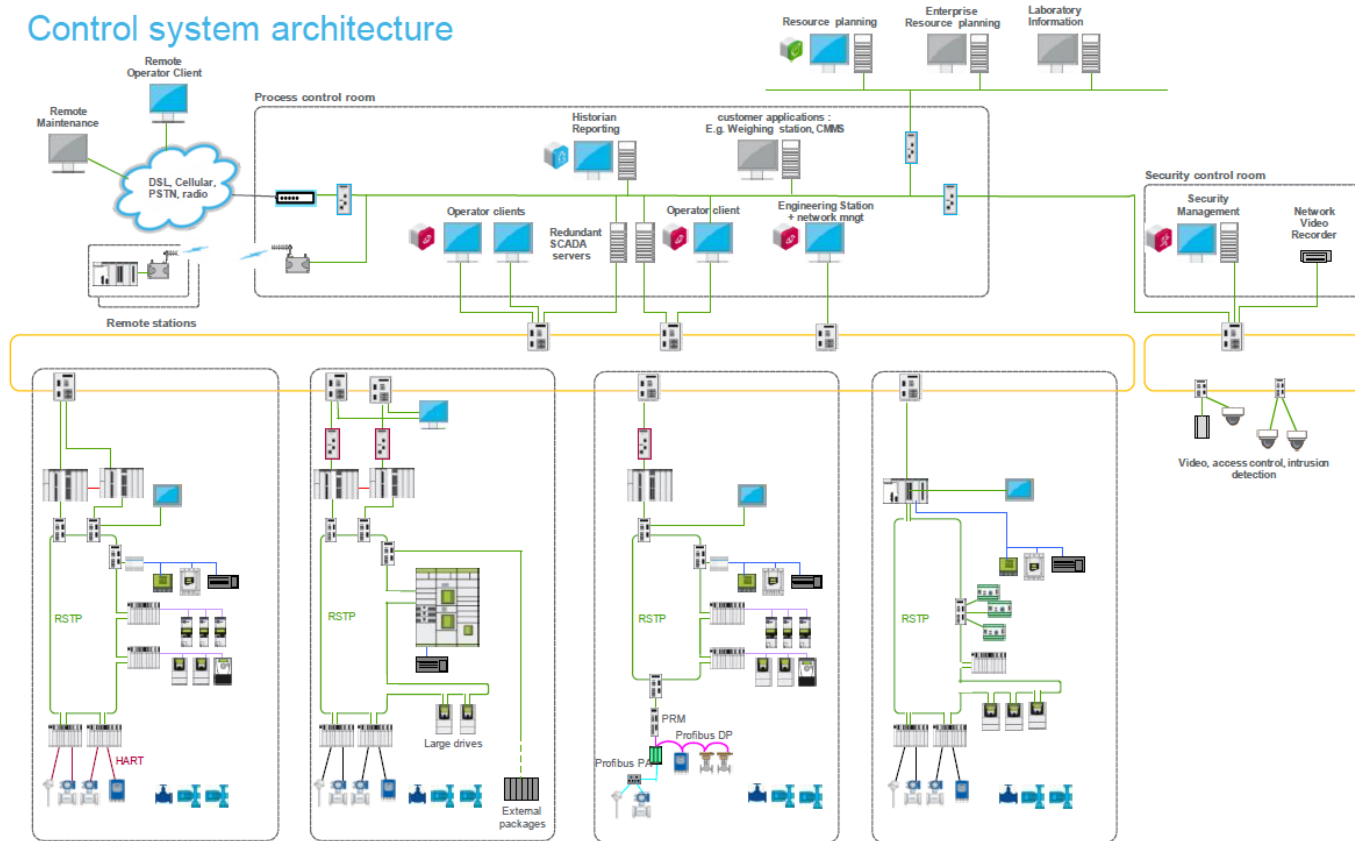 Control system architecture
Resource planning
Enterprise
Resource planning
Laboratory
Information
Remote
Operator Client
Remote
Maintenance
DSL, Cellular,
PSTN, radio
Process control room
Historian
Reporting
customer applications :
E.g. Weighing station, CMMS
Operator clients
Redundant
SCADA
servers
Operator client
Engineering Station
+ network mngt
Security control room
Security
Management
Network
Video
Recorder
Remote stations
Video, access control, intrusion
detection
RSTP
HART
RSTP
Large drives
External
packages
RSTP
PRM
Profibus DP
Profibus PA
RSTP